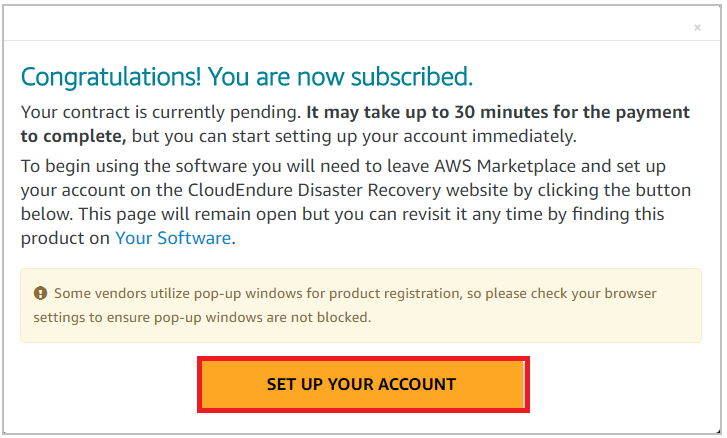 ×
Congratulations! You are now subscribed.
Your contract is currently pending. It may take up to 30 minutes for the payment
to complete, but you can start setting up your account immediately.
To begin using the software you will need to leave AWS Marketplace and set up
your account on the CloudEndure Disaster Recovery website by clicking the button
below. This page will remain open but you can revisit it any time by finding this
product on Your Software.
Some vendors utilize pop-up windows for product registration, so please check your browser
settings to ensure pop-up windows are not blocked.
SET UP YOUR ACCOUNT